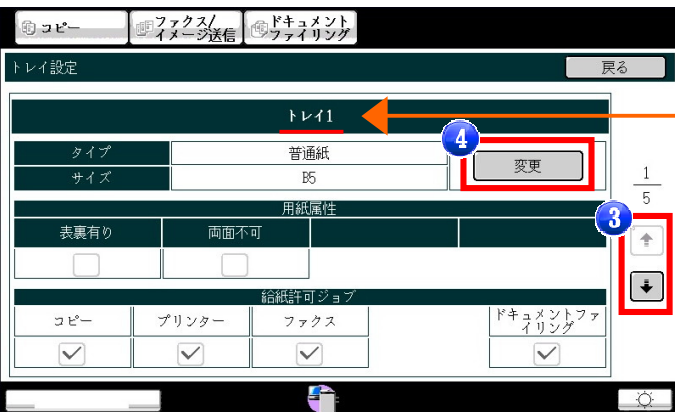 コピー
ファクス/
イメージ送信
ドキュメント
ファイリング
トレイ設定
戻る
トレイ1
4
タイプ
普通紙
変更
サイズ
B5
1
5
用紙属性
3
表裏有り
両面不可
給紙許可ジョブ
コピー
プリンター
ファクス
ドキュメントファ
イリング